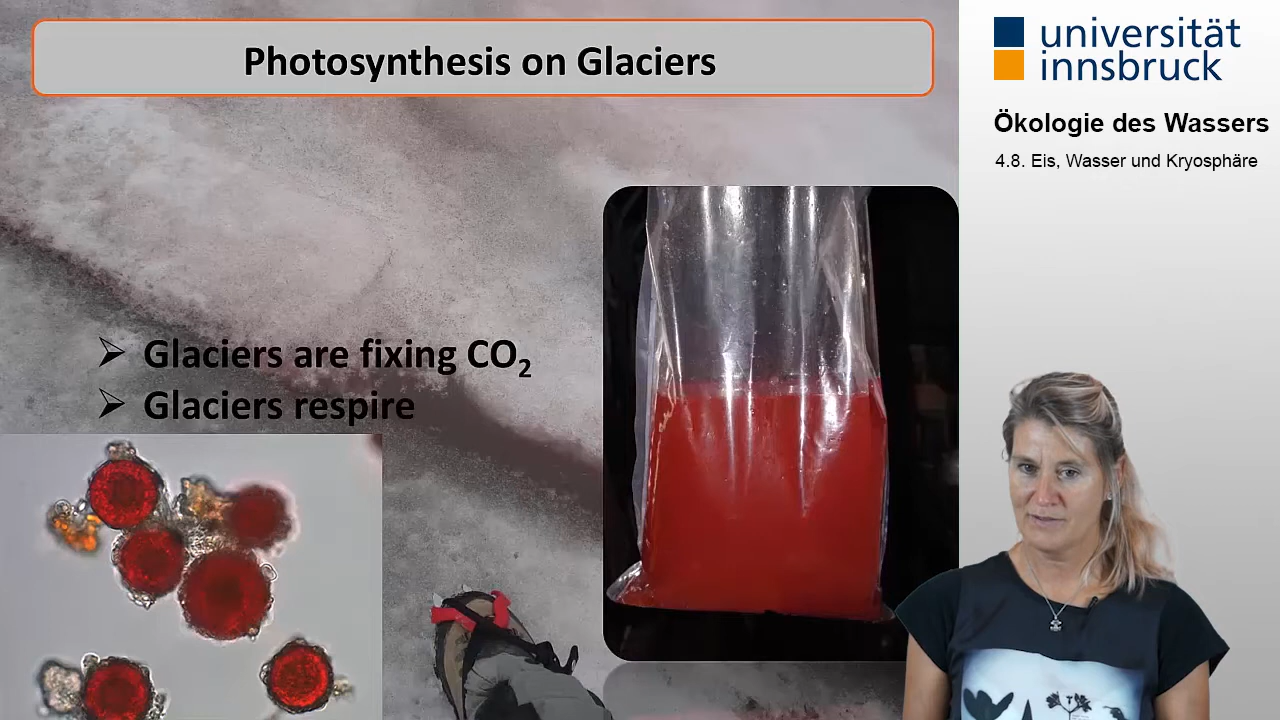 Photosynthesis on Glaciers
➢ Glaciers are fixing CO₂
➢ Glaciers respire
universität
innsbruck
Ökologie des Wassers
4.8. Eis, Wasser und Kryosphäre